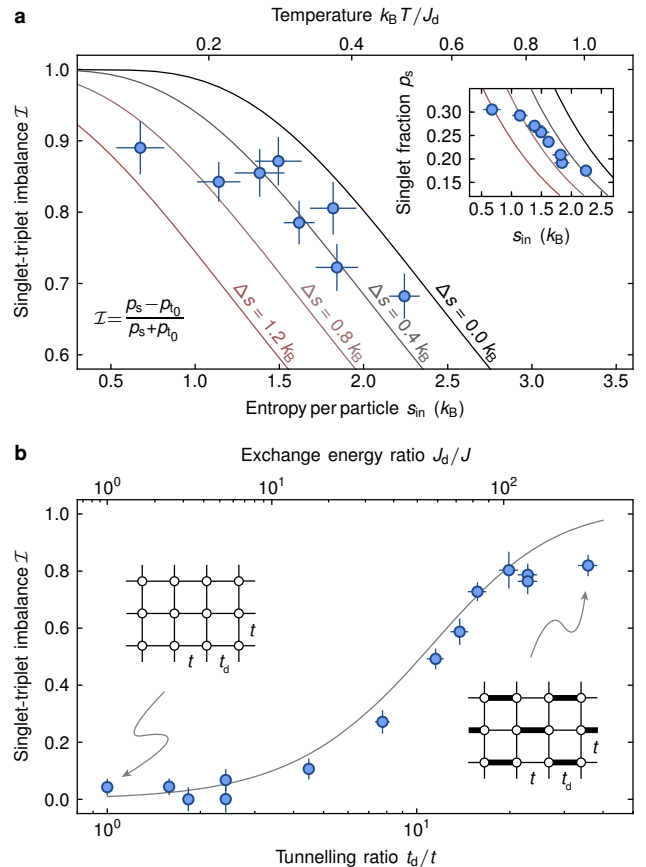 a
Temperature k_B T/J_d
0.2 0.4 0.6 0.8 1.0
Singlet-triplet imbalance I
1.0
0.9
0.8
0.7
0.6
I = (p_s − p_t0)/(p_s + p_t0)
Δs = 1.2 k_B
Δs = 0.8 k_B
Δs = 0.4 k_B
Δs = 0.0 k_B
Singlet fraction p_s
0.30
0.25
0.20
0.15
0.5 1.0 1.5 2.0 2.5
s_in (k_B)
0.5 1.0 1.5 2.0 2.5 3.0 3.5
Entropy per particle s_in (k_B)
b
Exchange energy ratio J_d/J
10^0 10^1 10^2
Singlet-triplet imbalance I
1.0
0.8
0.6
0.4
0.2
0.0
t
t t_d
t
t t_d
10^0 10^1
Tunnelling ratio t_d/t